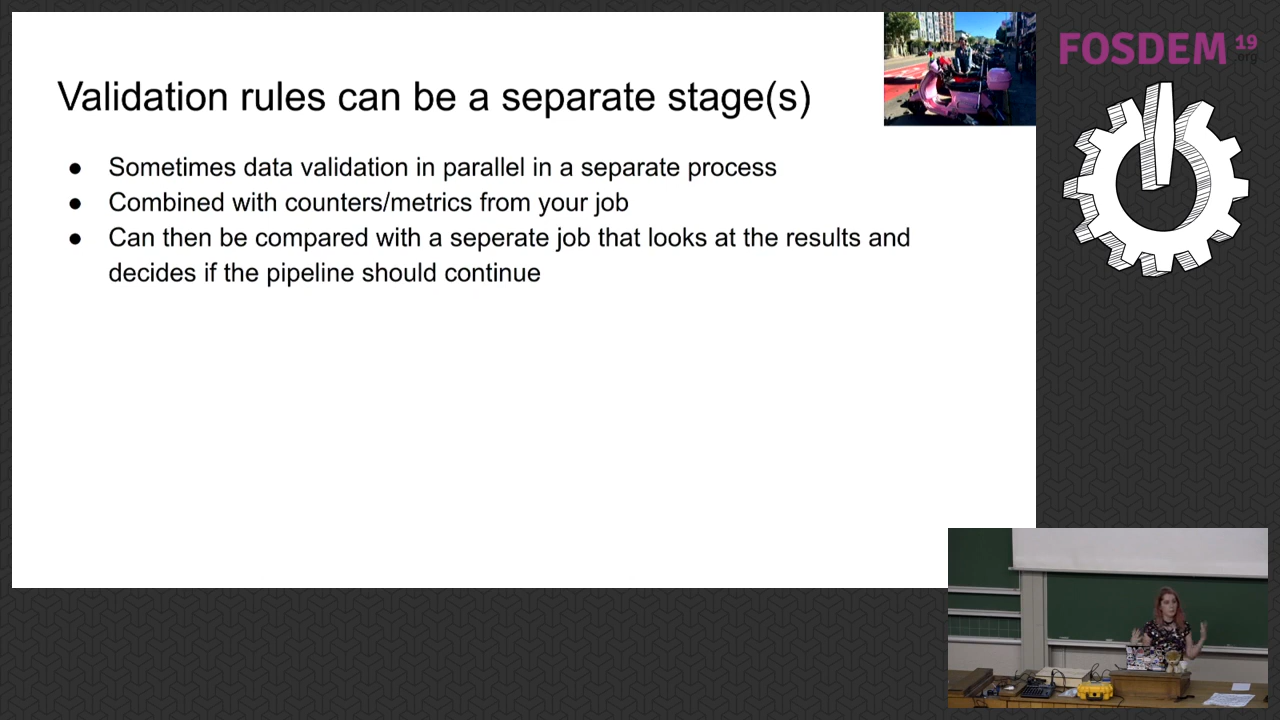 Validation rules can be a separate stage(s)
● Sometimes data validation in parallel in a separate process
● Combined with counters/metrics from your job
● Can then be compared with a seperate job that looks at the results and
decides if the pipeline should continue
FOSDEM 19
.org